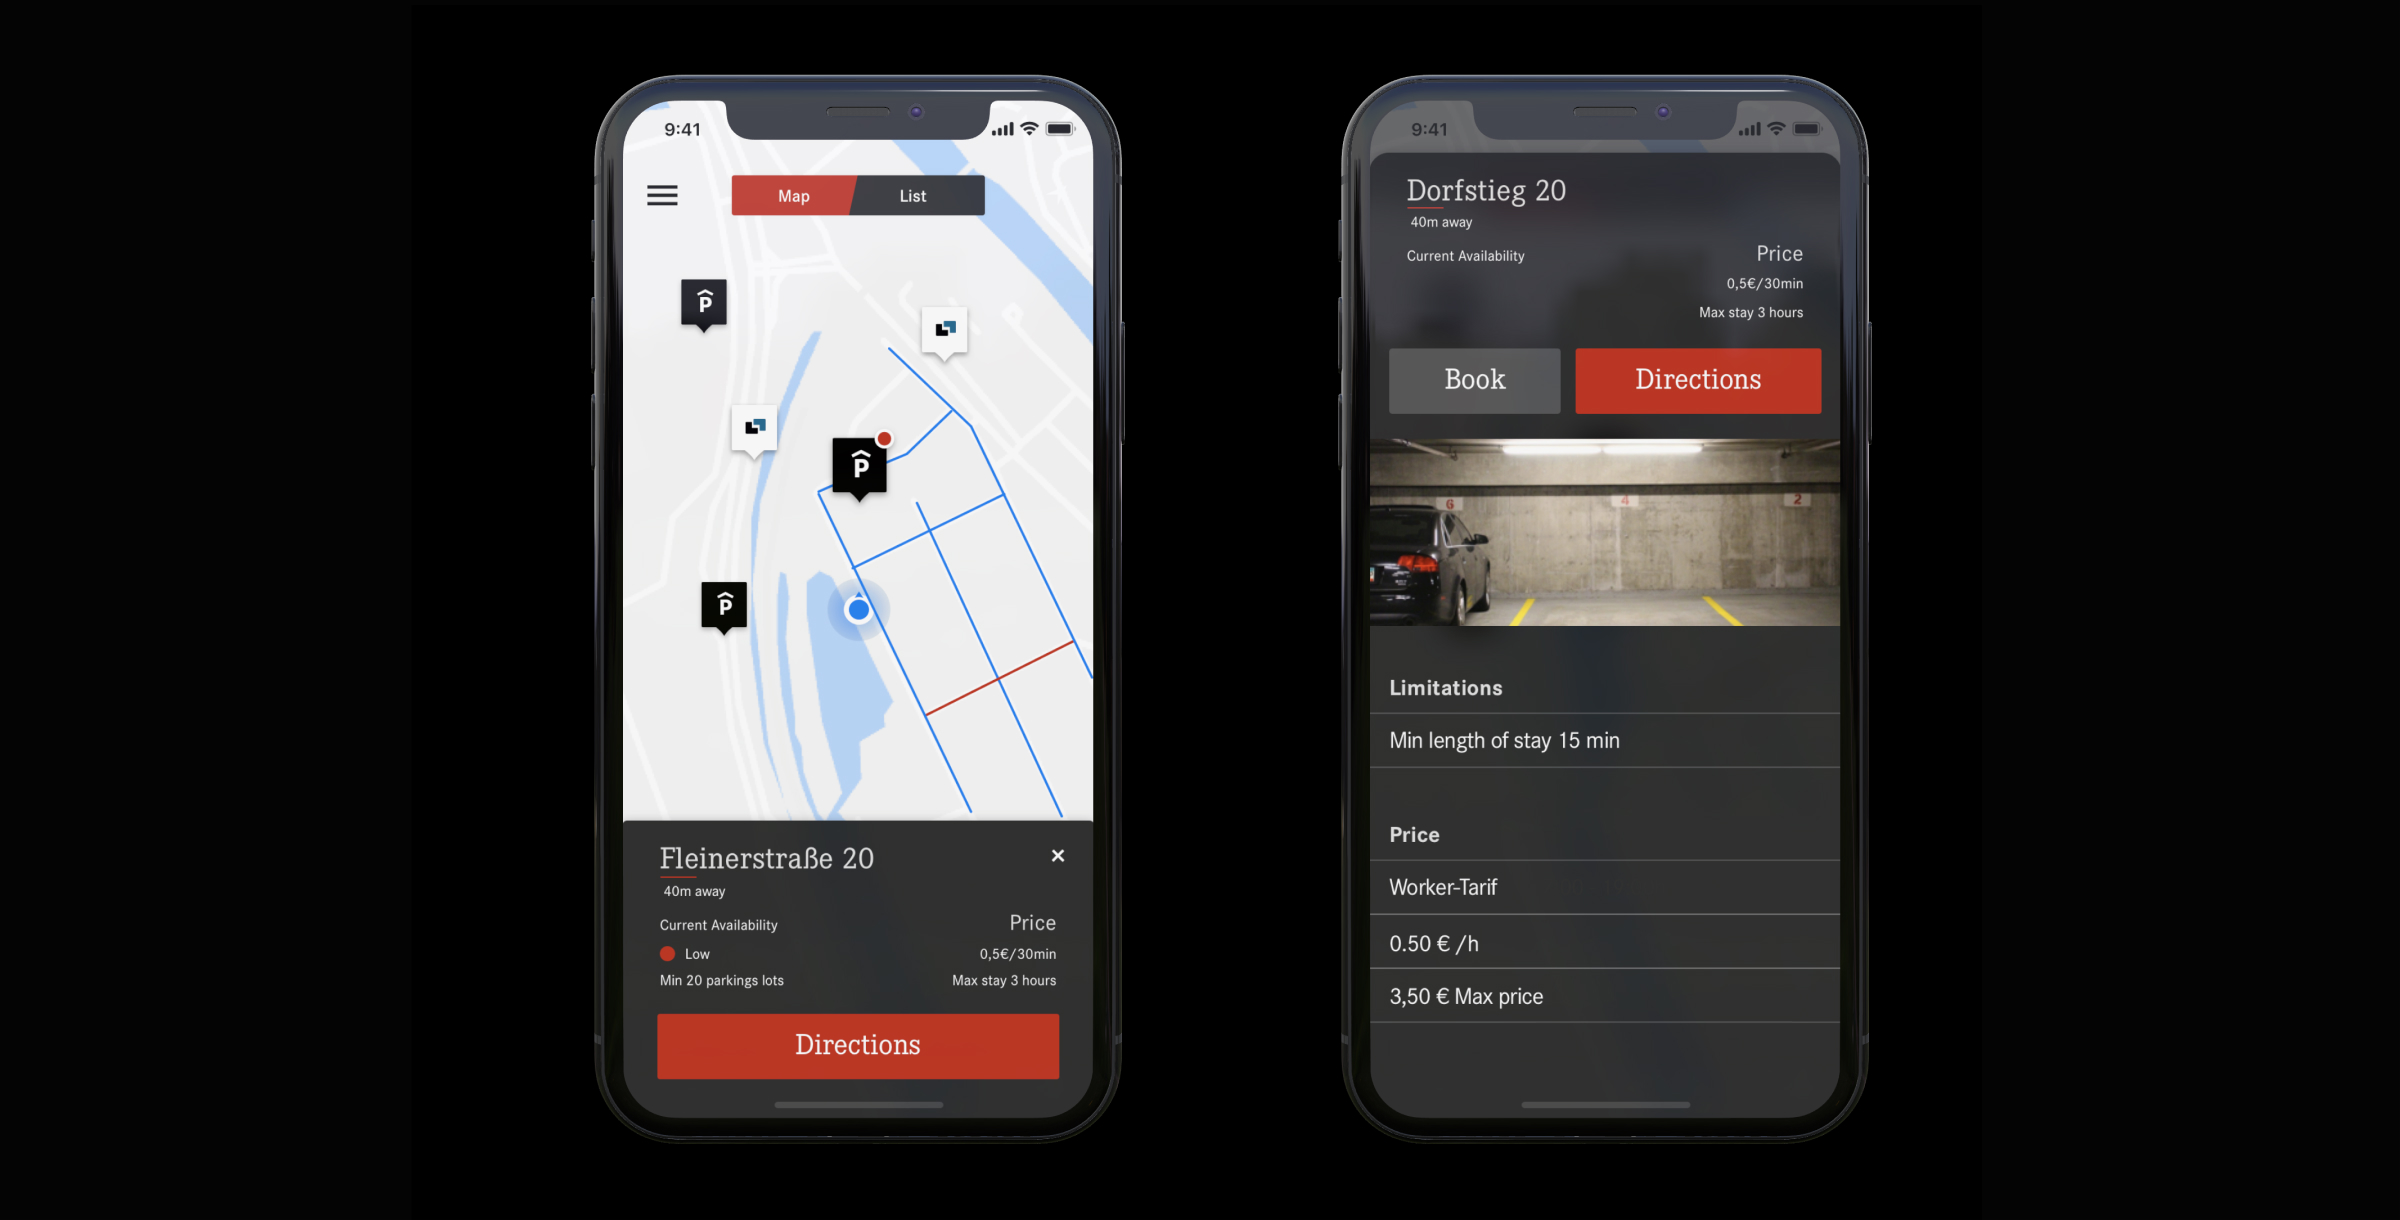 9:41
Map
List
P
P
P
Fleinerstraße 20
40m away
Current Availability
Price
Low
0,5€/30min
Min 20 parkings lots
Max stay 3 hours
Directions
9:41
Dorfstieg 20
40m away
Current Availability
Price
0,5€/30min
Max stay 3 hours
Book
Directions
6
4
2
Limitations
Min length of stay 15 min
Price
Worker-Tarif
0.50 € /h
3,50 € Max price